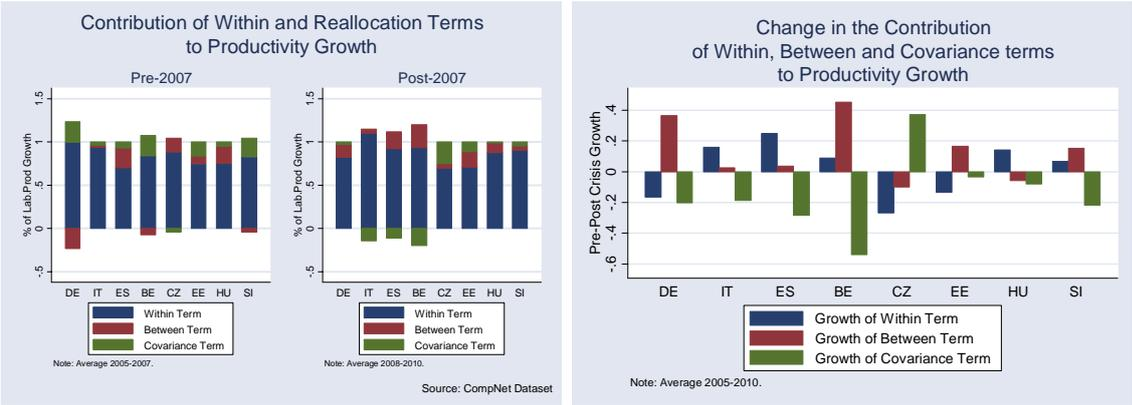 Contribution of Within and Reallocation Terms
to Productivity Growth
Pre-2007
% of Lab.Prod Growth
1.5
1
.5
0
-.5
DE IT ES BE CZ EE HU SI
Within Term
Between Term
Covariance Term
Note: Average 2005-2007.
Post-2007
% of Lab.Prod Growth
1.5
1
.5
0
-.5
DE IT ES BE CZ EE HU SI
Within Term
Between Term
Covariance Term
Note: Average 2008-2010.
Source: CompNet Dataset
Change in the Contribution
of Within, Between and Covariance terms
to Productivity Growth
Pre-Post Crisis Growth
.4
.2
0
-.2
-.4
-.6
DE IT ES BE CZ EE HU SI
Growth of Within Term
Growth of Between Term
Growth of Covariance Term
Note: Average 2005-2010.